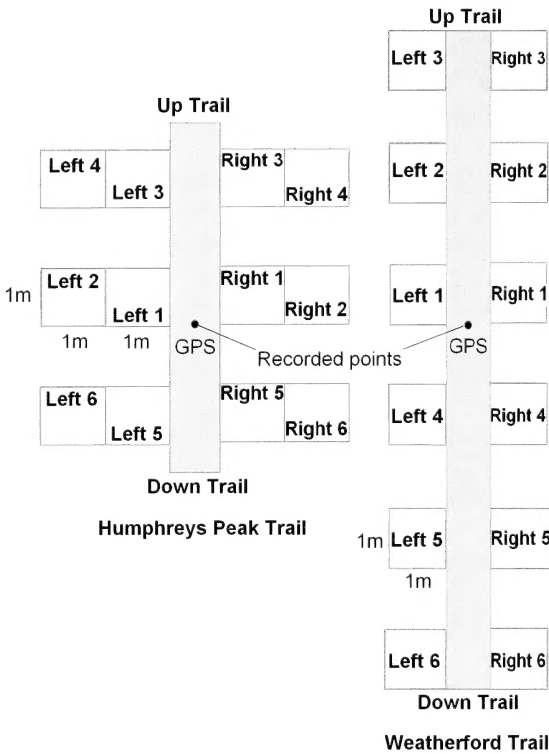 Up Trail
Left 4
Left 3
Right 3
Right 4
Left 2
Left 1
Right 1
Right 2
1m
1m
1m
GPS
Recorded points
Left 6
Left 5
Right 5
Right 6
Down Trail
Humphreys Peak Trail
Up Trail
Left 3
Right 3
Left 2
Right 2
Left 1
Right 1
GPS
Left 4
Right 4
1m
Left 5
Right 5
1m
Left 6
Right 6
Down Trail
Weatherford Trail